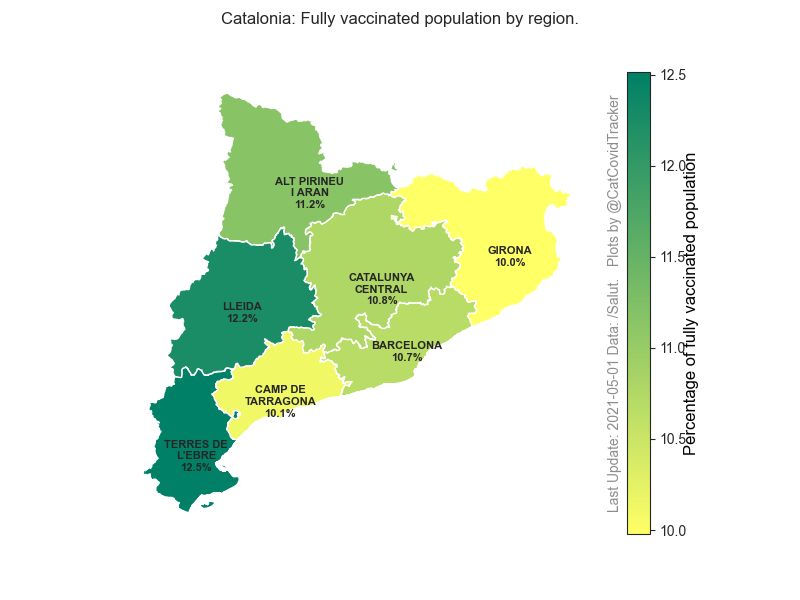 Catalonia: Fully vaccinated population by region.
ALT PIRINEU
I ARAN
11.2%
GIRONA
10.0%
CATALUNYA
CENTRAL
10.8%
LLEIDA
12.2%
BARCELONA
10.7%
CAMP DE
TARRAGONA
10.1%
TERRES DE
L'EBRE
12.5%
Last Update: 2021-05-01 Data: /Salut.   Plots by @CatCovidTracker
12.5
12.0
11.5
11.0
10.5
10.0
Percentage of fully vaccinated population